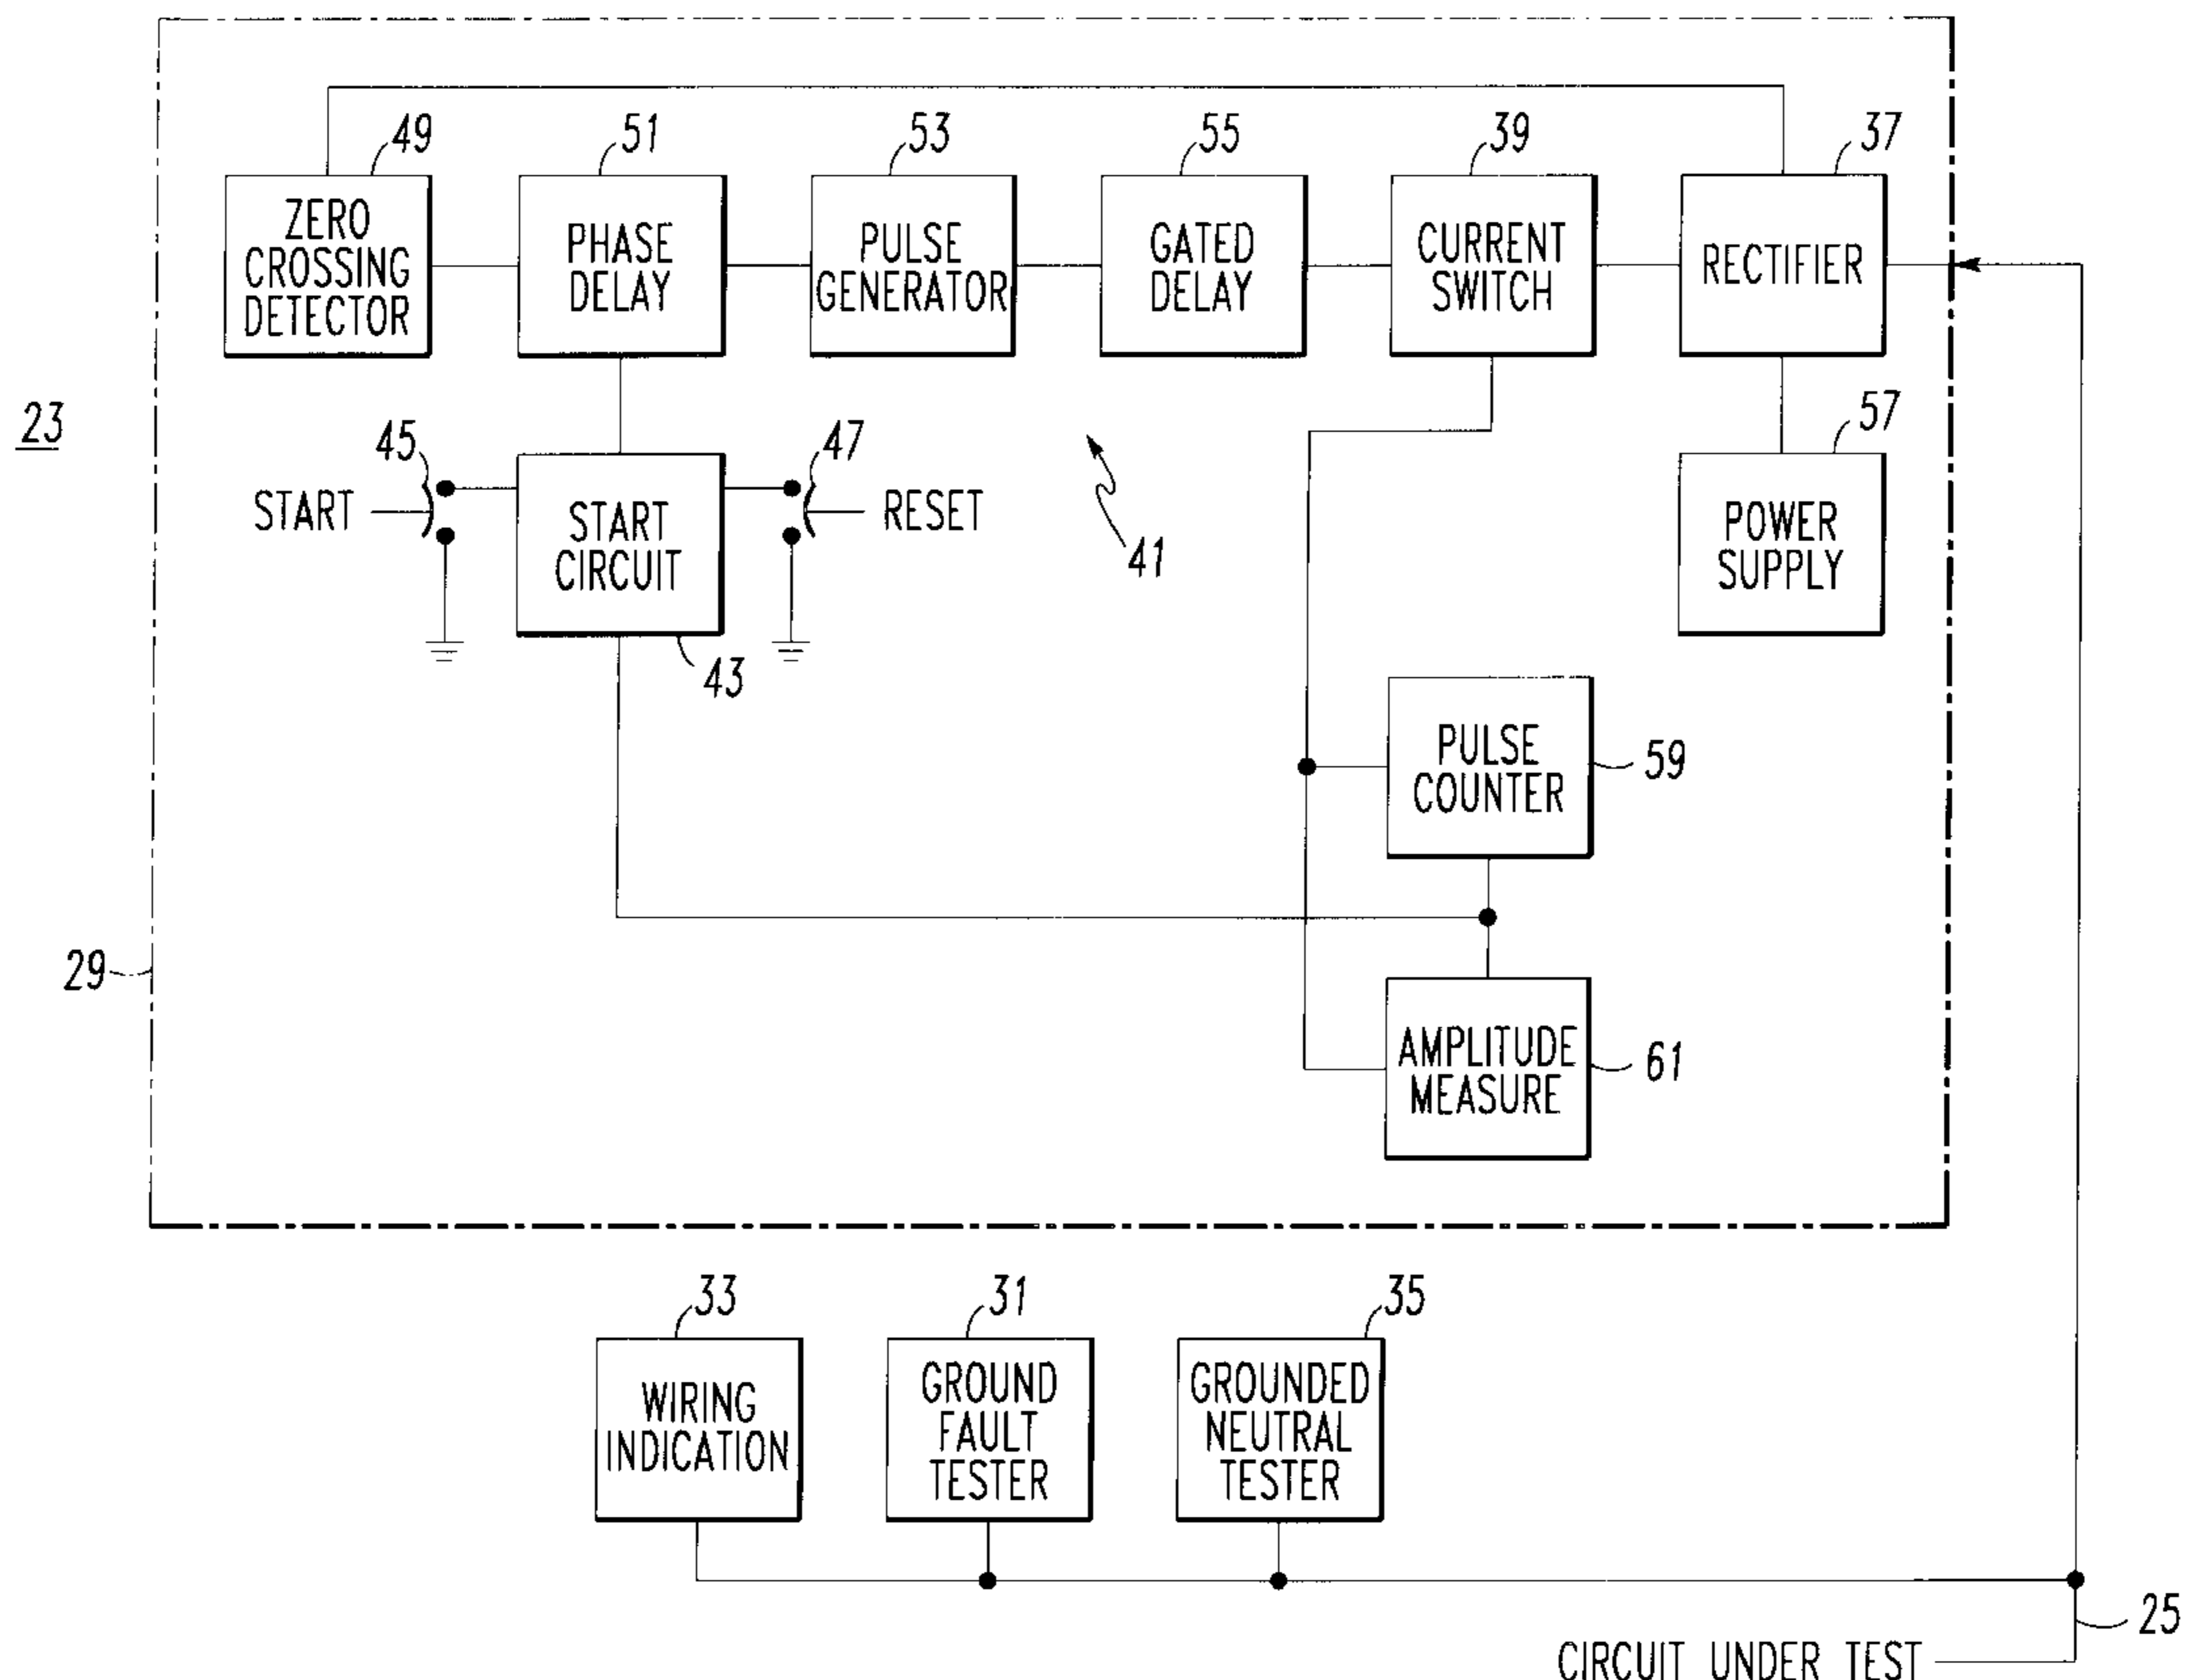 49
51
53
55
39
37
ZERO
CROSSING
DETECTOR
PHASE
DELAY
PULSE
GENERATOR
GATED
DELAY
CURRENT
SWITCH
RECTIFIER
23
45
START
START
CIRCUIT
47
RESET
43
41
57
POWER
SUPPLY
PULSE
COUNTER
59
29
AMPLITUDE
MEASURE
61
33
31
35
WIRING
INDICATION
GROUND
FAULT
TESTER
GROUNDED
NEUTRAL
TESTER
25
CIRCUIT UNDER TEST